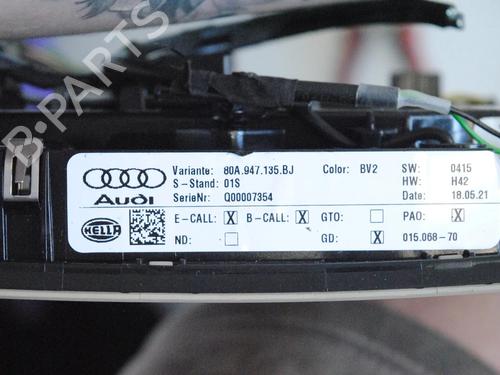 B-PARTS
Audi
Variante: 80A.947.135.BJ Color: BV2 SW: 0415
S-Stand: 01S HW: H42
SerieNr: Q00007354 Date: 18.05.21
HELLA
E-CALL: X B-CALL: X GTO: PAO: X
ND: GD: X 015.068-70